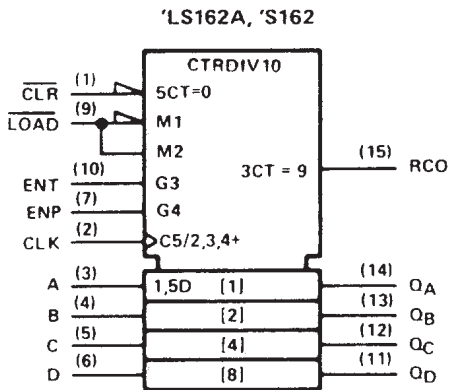 'LS162A, 'S162
CTRDIV10
CLR (1) 5CT=0
LOAD (9) M1
M2
ENT (10) G3 3CT = 9 (15) RCO
ENP (7) G4
CLK (2) C5/2,3,4+
A (3) 1,5D [1] (14) QA
B (4) [2] (13) QB
C (5) [4] (12) QC
D (6) [8] (11) QD